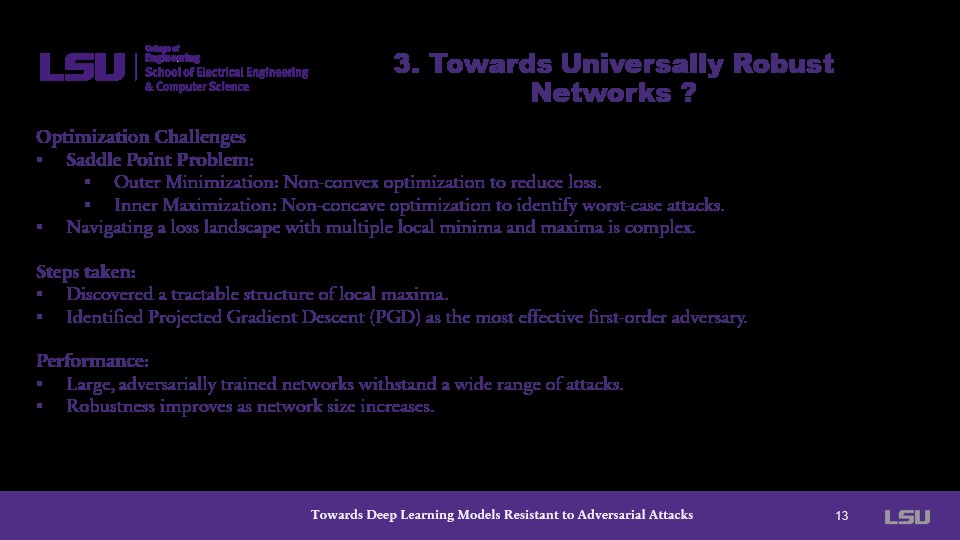 LSU
College of
Engineering
School of Electrical Engineering
& Computer Science
3. Towards Universally Robust
Networks ?
Optimization Challenges
▪ Saddle Point Problem:
▪ Outer Minimization: Non-convex optimization to reduce loss.
▪ Inner Maximization: Non-concave optimization to identify worst-case attacks.
▪ Navigating a loss landscape with multiple local minima and maxima is complex.
Steps taken:
▪ Discovered a tractable structure of local maxima.
▪ Identified Projected Gradient Descent (PGD) as the most effective first-order adversary.
Performance:
▪ Large, adversarially trained networks withstand a wide range of attacks.
▪ Robustness improves as network size increases.
Towards Deep Learning Models Resistant to Adversarial Attacks
13
LSU